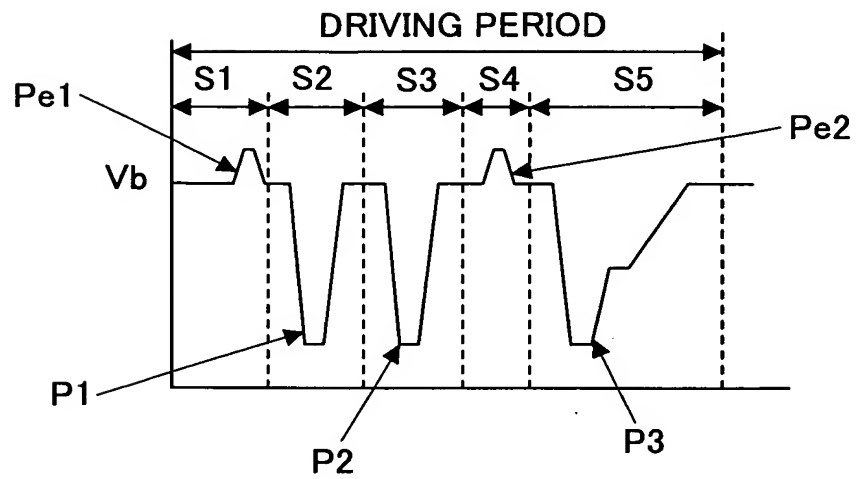 DRIVING PERIOD
S1 S2 S3 S4 S5
Pe1
Pe2
Vb
P1
P2
P3